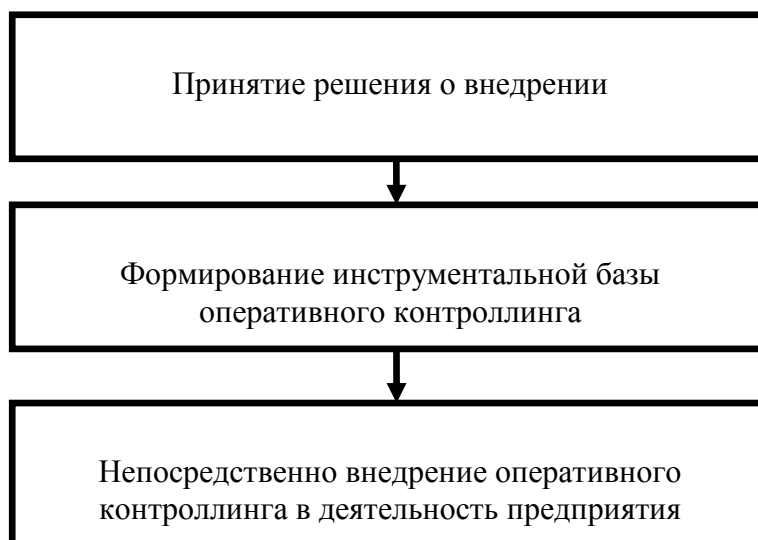 Принятие решения о внедрении
Формирование инструментальной базы
оперативного контроллинга
Непосредственно внедрение оперативного
контроллинга в деятельность предприятия